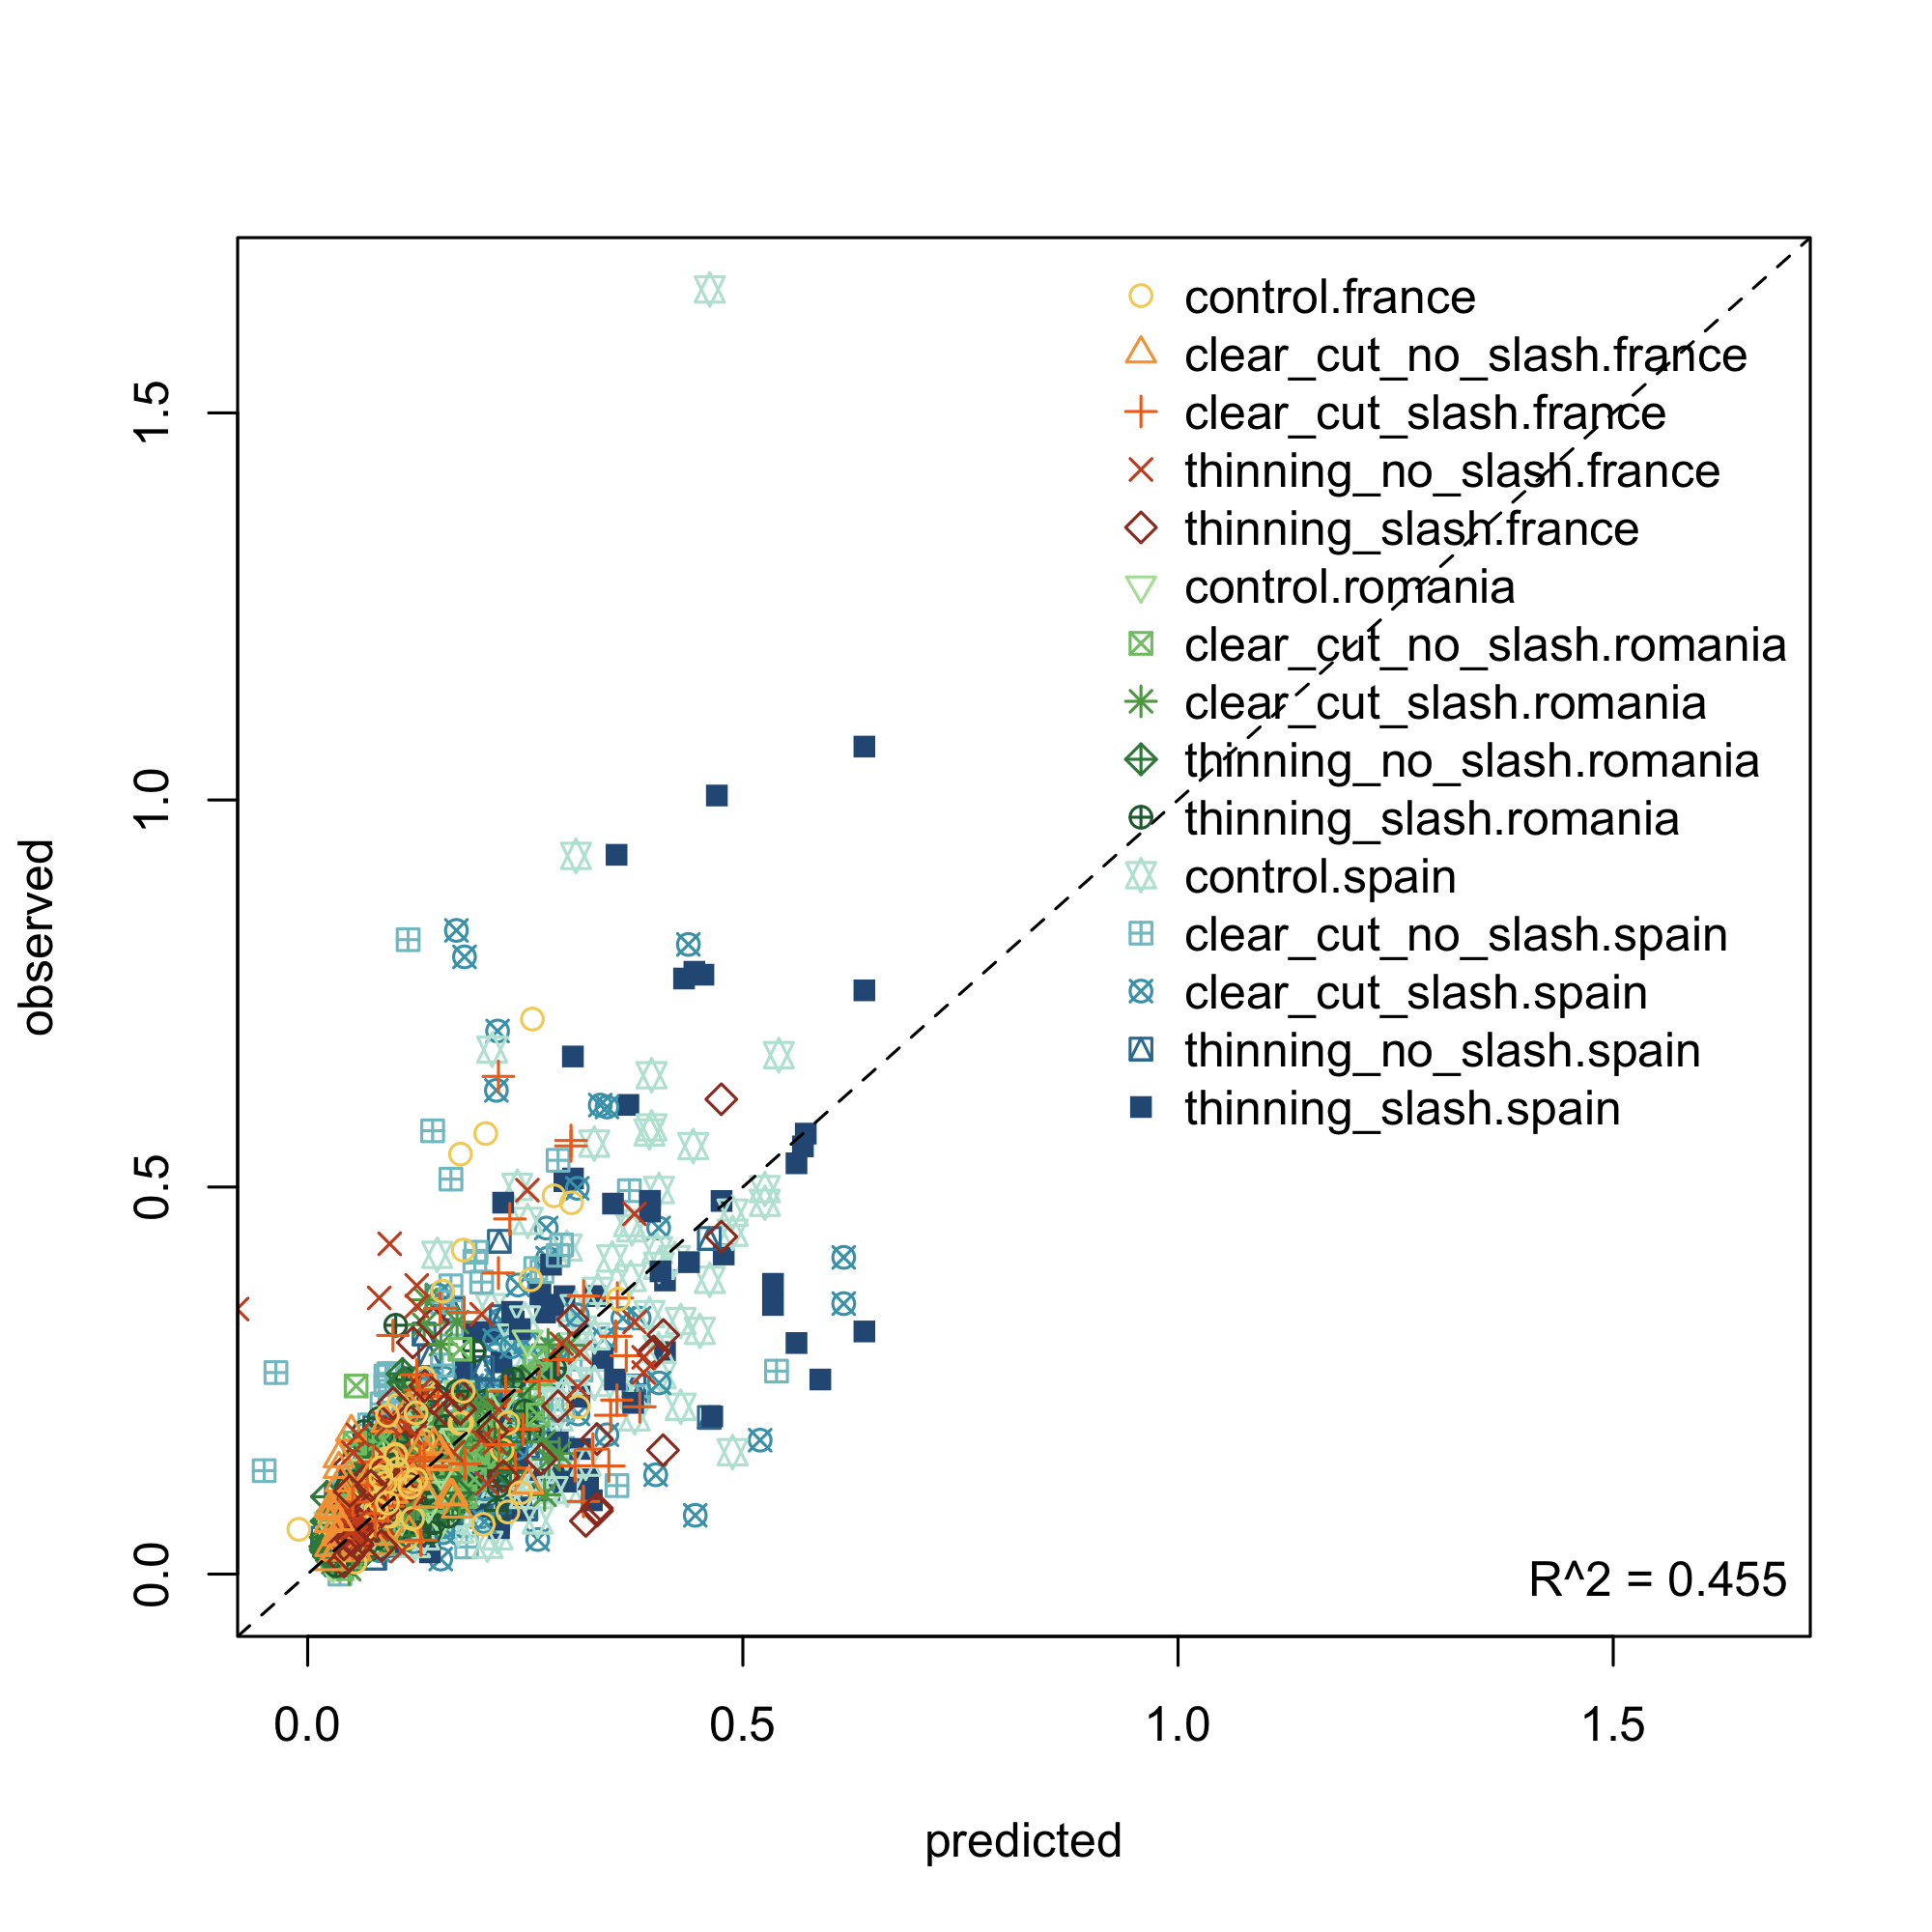 control.france
clear_cut_no_slash.france
clear_cut_slash.france
thinning_no_slash.france
thinning_slash.france
control.romania
clear_cut_no_slash.romania
clear_cut_slash.romania
thinning_no_slash.romania
thinning_slash.romania
control.spain
clear_cut_no_slash.spain
clear_cut_slash.spain
thinning_no_slash.spain
thinning_slash.spain
R^2 = 0.455
observed
1.5
1.0
0.5
0.0
0.0 0.5 1.0 1.5
predicted